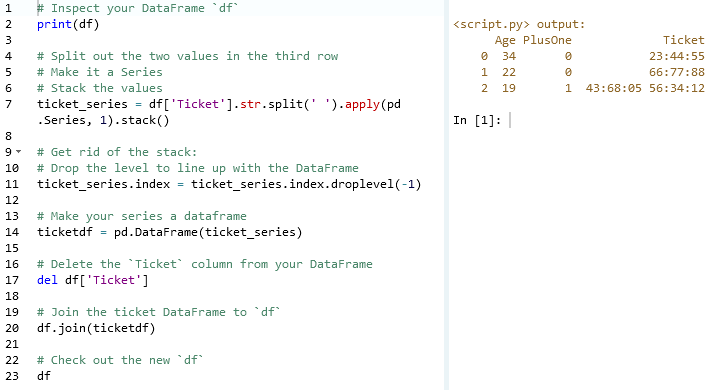 1 # Inspect your DataFrame `df`
2 print(df)
3
4 # Split out the two values in the third row
5 # Make it a Series
6 # Stack the values
7 ticket_series = df['Ticket'].str.split(' ').apply(pd
.Series, 1).stack()
8
9 # Get rid of the stack:
10 # Drop the level to line up with the DataFrame
11 ticket_series.index = ticket_series.index.droplevel(-1)
12
13 # Make your series a dataframe
14 ticketdf = pd.DataFrame(ticket_series)
15
16 # Delete the `Ticket` column from your DataFrame
17 del df['Ticket']
18
19 # Join the ticket DataFrame to `df`
20 df.join(ticketdf)
21
22 # Check out the new `df`
23 df
<script.py> output:
Age PlusOne Ticket
0 34 0 23:44:55
1 22 0 66:77:88
2 19 1 43:68:05 56:34:12
In [1]: